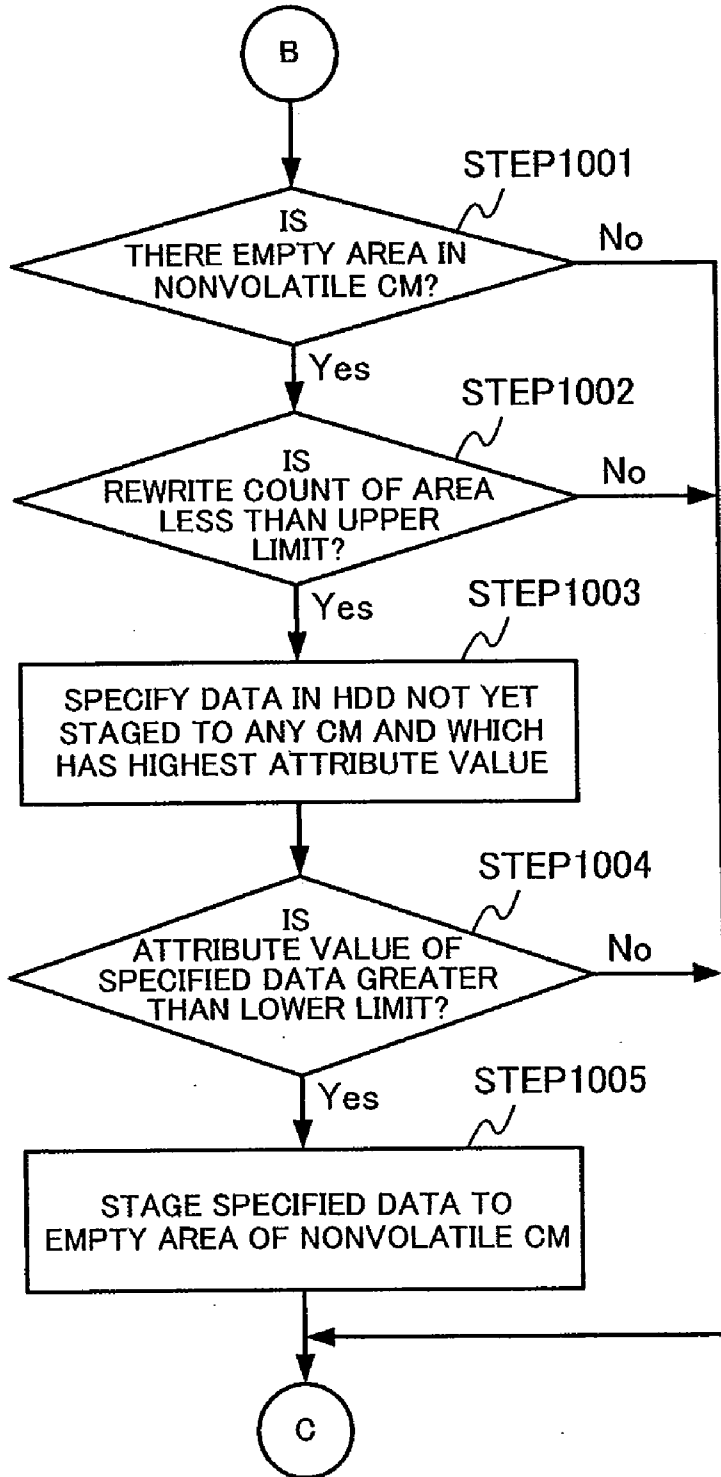 B
STEP1001
IS
THERE EMPTY AREA IN
NONVOLATILE CM?
No
Yes
STEP1002
IS
REWRITE COUNT OF AREA
LESS THAN UPPER
LIMIT?
No
Yes
STEP1003
SPECIFY DATA IN HDD NOT YET
STAGED TO ANY CM AND WHICH
HAS HIGHEST ATTRIBUTE VALUE
STEP1004
IS
ATTRIBUTE VALUE OF
SPECIFIED DATA GREATER
THAN LOWER LIMIT?
No
Yes
STEP1005
STAGE SPECIFIED DATA TO
EMPTY AREA OF NONVOLATILE CM
C